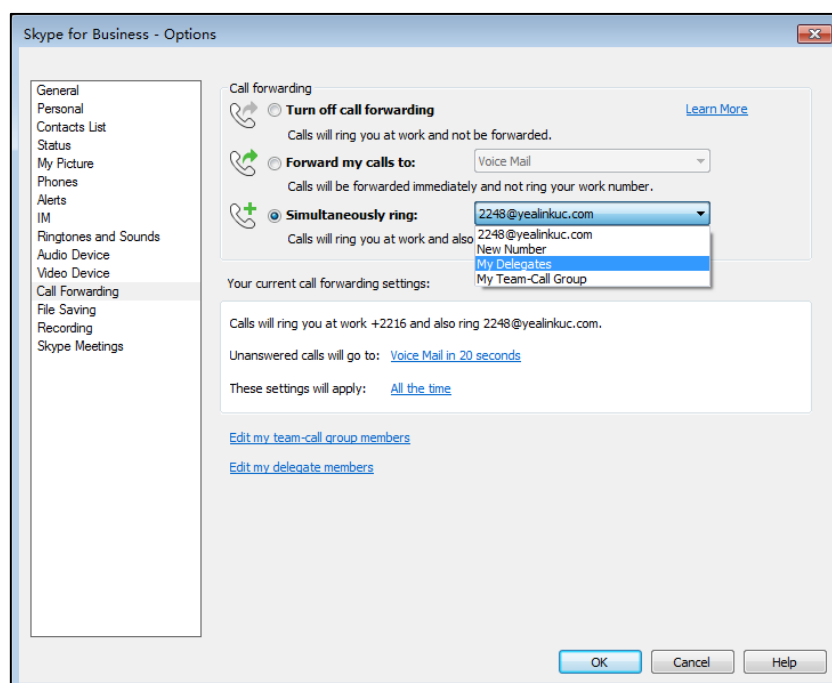 Skype for Business - Options
General
Personal
Contacts List
Status
My Picture
Phones
Alerts
IM
Ringtones and Sounds
Audio Device
Video Device
Call Forwarding
File Saving
Recording
Skype Meetings
Call forwarding
Turn off call forwarding
Learn More
Calls will ring you at work and not be forwarded.
Forward my calls to:
Voice Mail
Calls will be forwarded immediately and not ring your work number.
Simultaneously ring:
2248@yealinkuc.com
Calls will ring you at work and also
2248@yealinkuc.com
New Number
My Delegates
My Team-Call Group
Your current call forwarding settings:
Calls will ring you at work +2216 and also ring 2248@yealinkuc.com.
Unanswered calls will go to: Voice Mail in 20 seconds
These settings will apply: All the time
Edit my team-call group members
Edit my delegate members
OK
Cancel
Help